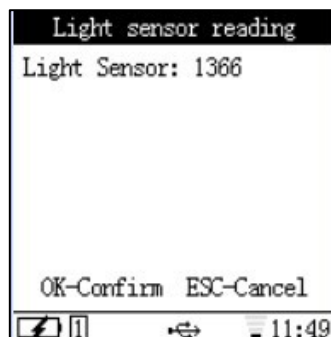 Light sensor reading
Light Sensor: 1366
OK-Confirm ESC-Cancel
1 11:49